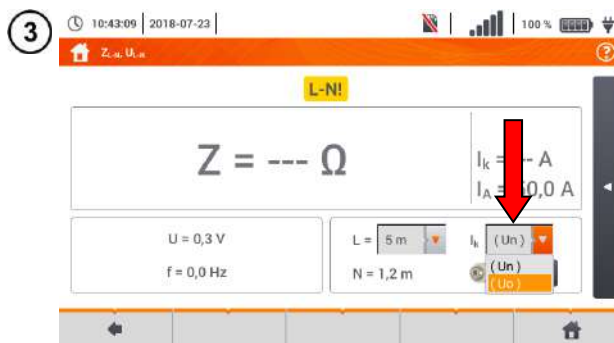 3
10:43:09 2018-07-23 100 %
Z L-N, U L-N
L-N!
Z = --- Ω
Ik = -- A
IA = 0,0 A
U = 0,3 V
f = 0,0 Hz
L = 5 m
N = 1,2 m
Ik (Un)
(Un)
(Uo)